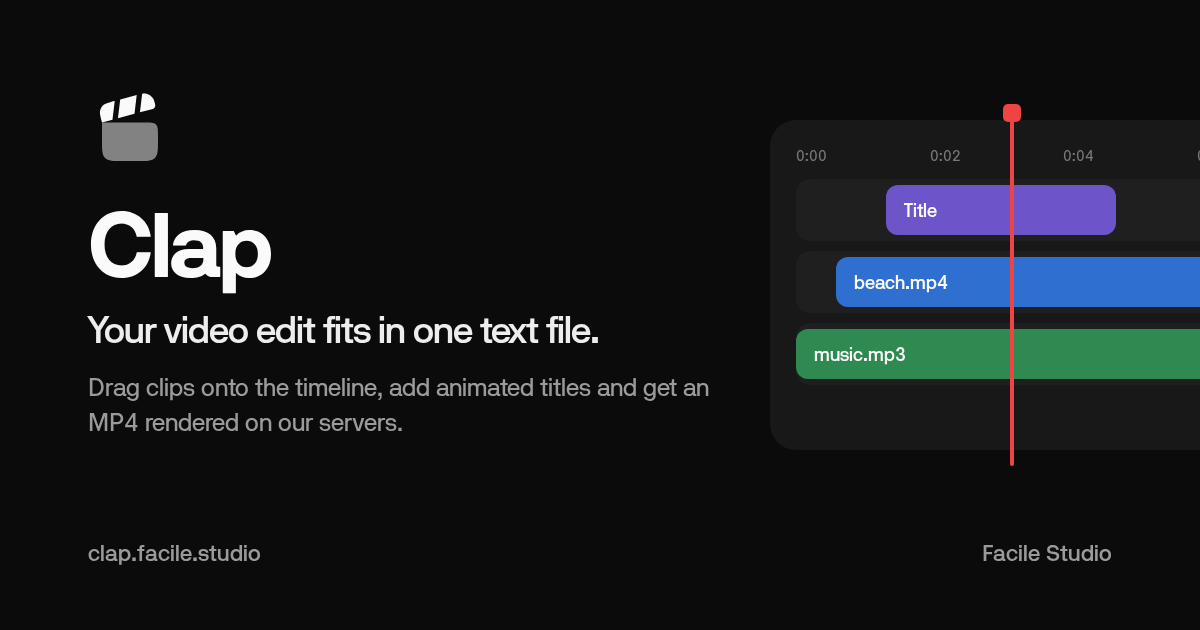 Clap
Your video edit fits in one text file.
Drag clips onto the timeline, add animated titles and get an
MP4 rendered on our servers.
0:00
0:02
0:04
Title
beach.mp4
music.mp3
clap.facile.studio
Facile Studio